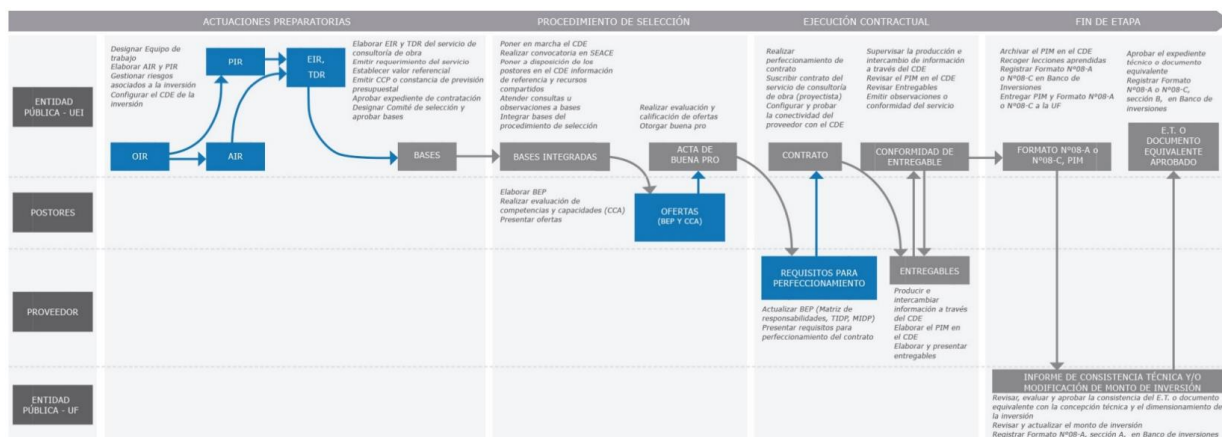 ACTUACIONES PREPARATORIAS
PROCEDIMIENTO DE SELECCIÓN
EJECUCIÓN CONTRACTUAL
FIN DE ETAPA
ENTIDAD
PÚBLICA - UEI
Designar Equipo de
trabajo
Elaborar AIR y PIR
Gestionar riesgos
asociados a la inversión
Configurar el CDE de la
inversión
PIR
EIR,
TDR
Elaborar EIR y TDR del servicio de
consultoría de obra
Emitir requerimiento del servicio
Establecer valor referencial
Emitir CCP o constancia de previsión
presupuestal
Aprobar expediente de contratación
Designar Comité de selección y
aprobar bases
OIR
AIR
BASES
Poner en marcha el CDE
Realizar convocatoria en SEACE
Poner a disposición de los
postores en el CDE información
de referencia y recursos
compartidos
Atender consultas u
observaciones a bases
Integrar bases del
procedimiento de selección
BASES INTEGRADAS
Realizar evaluación y
calificación de ofertas
Otorgar buena pro
ACTA DE
BUENA PRO
Realizar
perfeccionamiento de
contrato
Suscribir contrato del
servicio de consultoría
de obra (proyectista)
Configurar y probar
la conectividad del
proveedor con el CDE
CONTRATO
Supervisar la producción e
intercambio de información
a través del CDE
Revisar el PIM en el CDE
Revisar Entregables
Emitir observaciones o
conformidad del servicio
CONFORMIDAD DE
ENTREGABLE
Archivar el PIM en el CDE
Recoger lecciones aprendidas
Registrar Formato N°08-A
o N°08-C en Banco de
Inversiones
Entregar PIM y Formato N°08-A
o N°08-C a la UF
FORMATO N°08-A o
N°08-C, PIM
Aprobar el expediente
técnico o documento
equivalente
Registrar Formato
N°08-A o N°08-C,
sección B, en Banco de
inversiones
E.T. O
DOCUMENTO
EQUIVALENTE
APROBADO
POSTORES
Elaborar BEP
Realizar evaluación de
competencias y capacidades (CCA)
Presentar ofertas
OFERTAS
(BEP Y CCA)
PROVEEDOR
REQUISITOS PARA
PERFECCIONAMIENTO
Actualizar BEP (Matriz de
responsabilidades, TIDP, MIDP)
Presentar requisitos para
perfeccionamiento del contrato
ENTREGABLES
Producir e
intercambiar
información a través
del CDE
Elaborar el PIM en
el CDE
Elaborar y presentar
entregables
ENTIDAD
PÚBLICA - UF
INFORME DE CONSISTENCIA TÉCNICA Y/O
MODIFICACIÓN DE MONTO DE INVERSIÓN
Revisar, evaluar y aprobar la consistencia del E.T. o documento
equivalente con la concepción técnica y el dimensionamiento de
la inversión
Revisar y actualizar el monto de inversión
Registrar Formato N°08-A, sección A, en Banco de inversiones